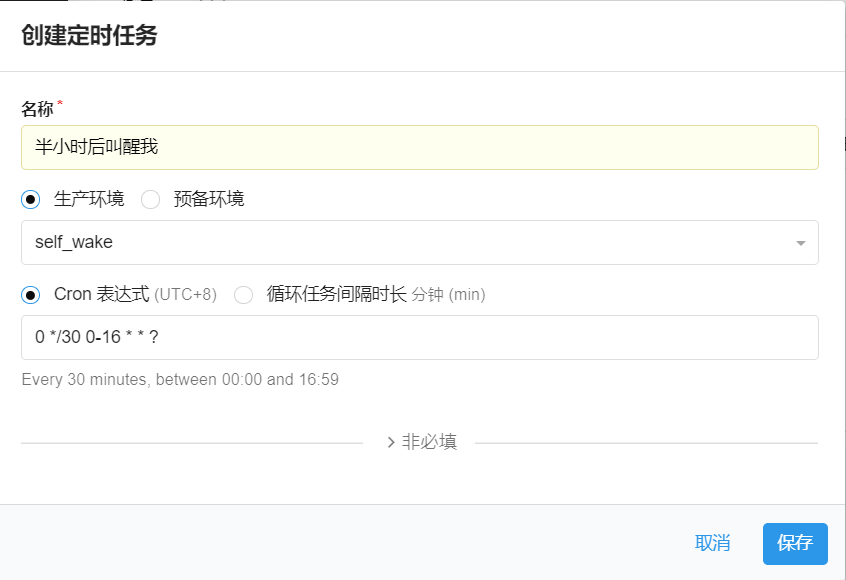 创建定时任务
名称*
半小时后叫醒我
生产环境 预备环境
self_wake
Cron 表达式 (UTC+8) 循环任务间隔时长 分钟 (min)
0 */30 0-16 * * ?
Every 30 minutes, between 00:00 and 16:59
非必填
取消 保存